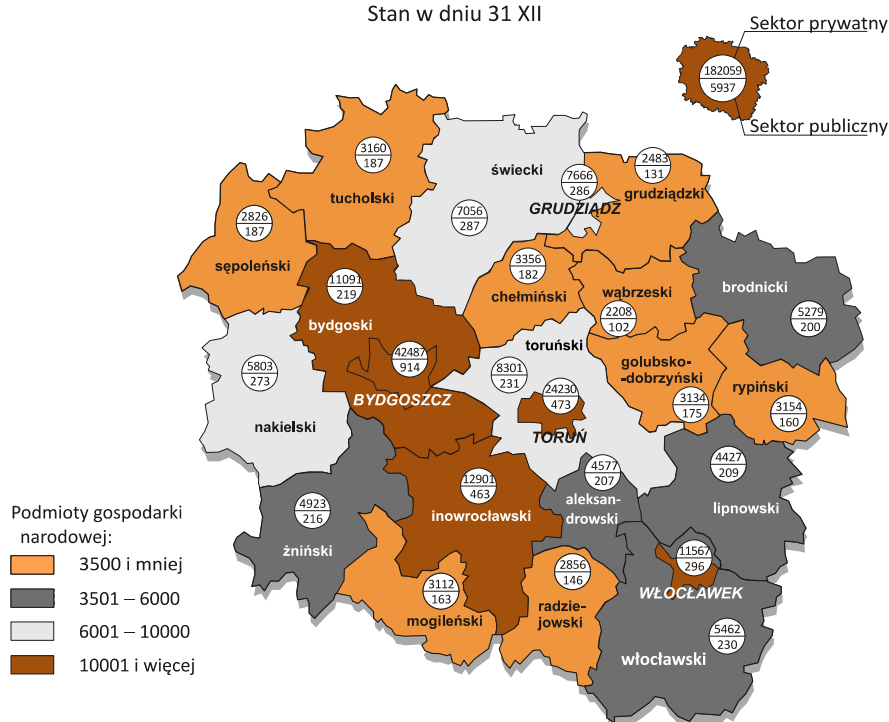 Stan w dniu 31 XII
Sektor prywatny
182059
5937
Sektor publiczny
3160
187
tucholski
świecki
7056
287
7666
286
GRUDZIĄDZ
2483
131
grudziądzki
2826
187
sępoleński
11091
219
bydgoski
3356
182
chełmiński
wąbrzeski
2208
102
brodnicki
5279
200
5803
273
nakielski
42487
914
BYDGOSZCZ
toruński
8301
231
24230
473
TORUŃ
golubsko-
-dobrzyński
3134
175
rypiński
3154
160
4923
216
żniński
12901
463
inowrocławski
4577
207
aleksan-
drowski
4427
209
lipnowski
11567
296
WŁOCŁAWEK
3112
163
mogileński
2856
146
radzie-
jowski
5462
230
włocławski
Podmioty gospodarki
narodowej:
3500 i mniej
3501 – 6000
6001 – 10000
10001 i więcej